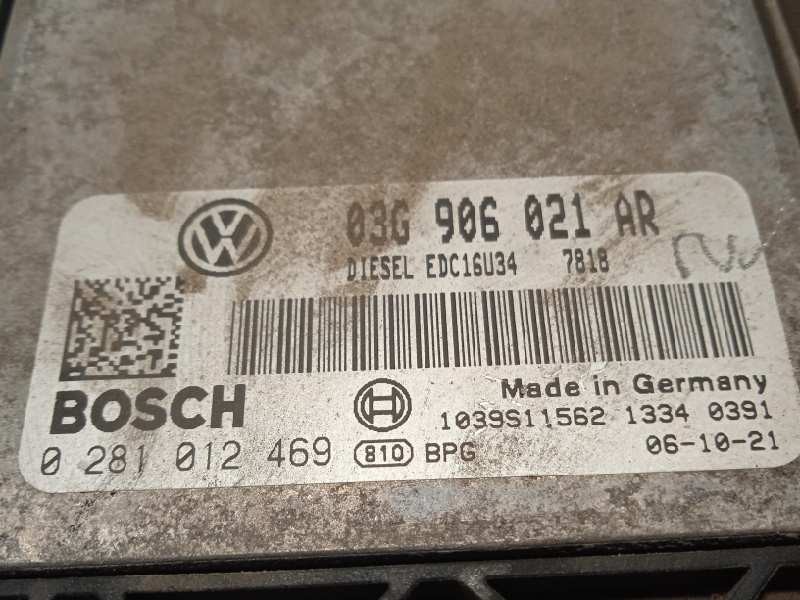 03G 906 021 AR
DIESEL EDC16U34 7818
BOSCH
Made in Germany
1039S11562 1334 0391
0 281 012 469 810 BPG 06-10-21